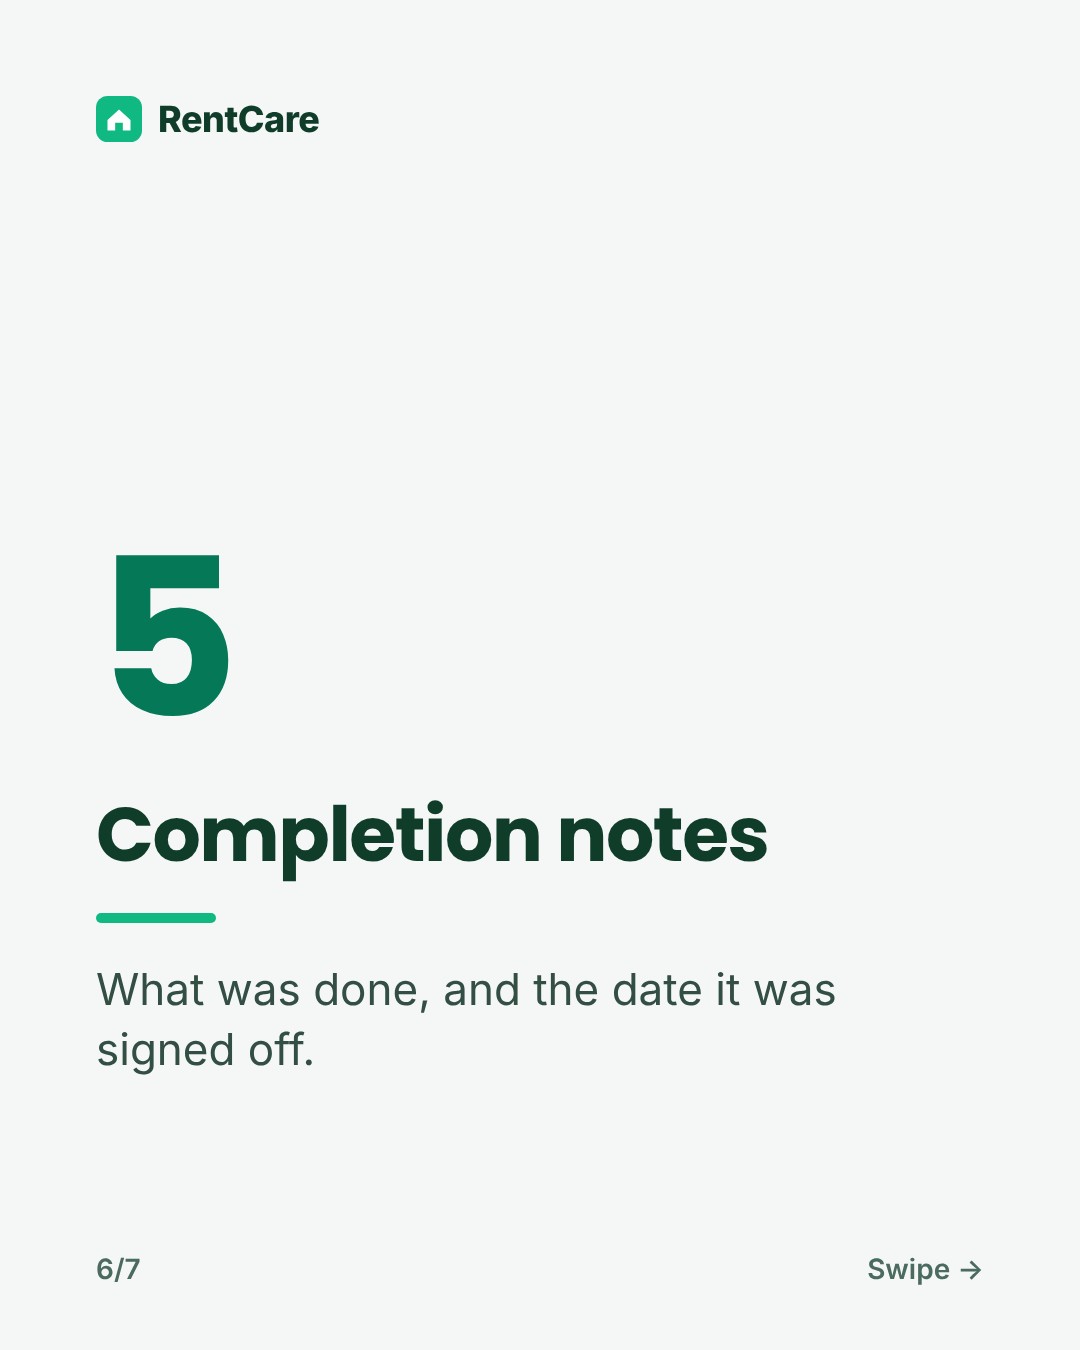 RentCare
5
Completion notes
What was done, and the date it was
signed off.
6/7
Swipe →